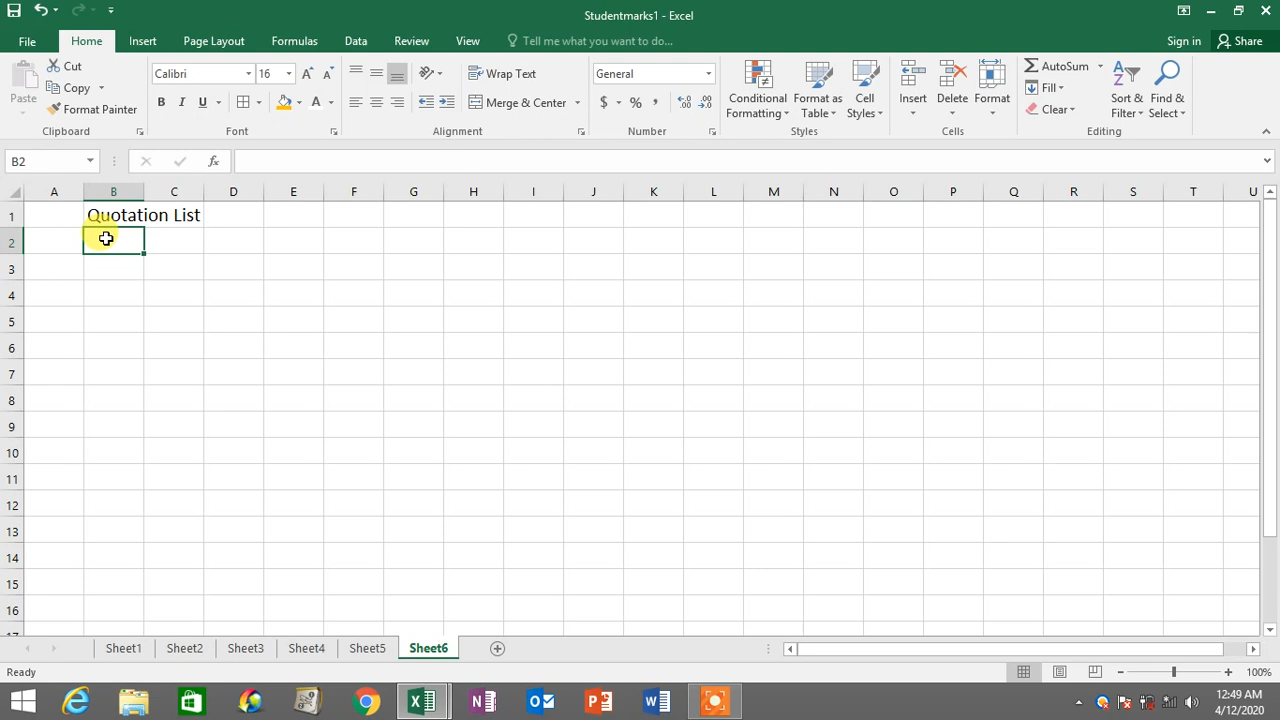 Studentmarks1 - Excel
File Home Insert Page Layout Formulas Data Review View Tell me what you want to do... Sign in Share
Paste Cut Copy Format Painter Clipboard
Calibri 16 A A B I U A Font
Wrap Text Merge & Center Alignment
General $ % , Number
Conditional Formatting Format as Table Cell Styles Styles
Insert Delete Format Cells
AutoSum Fill Clear Sort & Filter Find & Select Editing
B2 fx
A B C D E F G H I J K L M N O P Q R S T U
1 Quotation List
2
3
4
5
6
7
8
9
10
11
12
13
14
15
16
17
Sheet1 Sheet2 Sheet3 Sheet4 Sheet5 Sheet6
Ready 100%
12:49 AM
4/12/2020